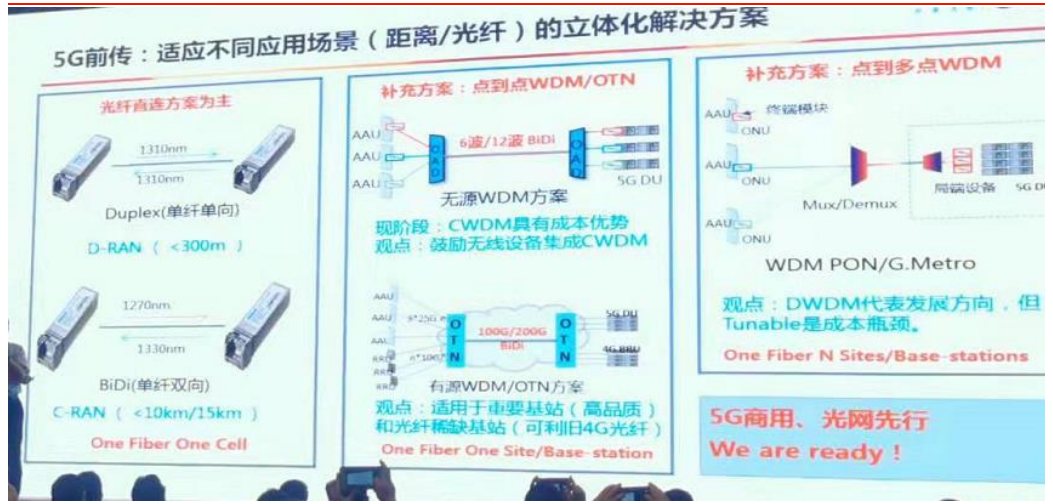 5G前传：适应不同应用场景（距离/光纤）的立体化解决方案
光纤直连方案为主
1310nm
1310nm
Duplex(单纤单向)
D-RAN（ <300m ）
1270nm
1330nm
BiDi(单纤双向)
C-RAN（ <10km/15km ）
One Fiber One Cell
补充方案：点到点WDM/OTN
AAU
AAU
AAU
OAD
6波/12波 BiDi
OAD
5G DU
无源WDM方案
现阶段：CWDM具有成本优势
观点：鼓励无线设备集成CWDM
AAU
AAU
AAU
RRU
RRU
RRU
OTN
100G/200G
BiDi
OTN
5G DU
4G BBU
有源WDM/OTN方案
观点：适用于重要基站（高品质）
和光纤稀缺基站（可利旧4G光纤）
One Fiber One Site/Base-station
补充方案：点到多点WDM
AAU
终端模块
ONU
AAU
ONU
AAU
ONU
Mux/Demux
局端设备
5G DU
WDM PON/G.Metro
观点：DWDM代表发展方向，但
Tunable是成本瓶颈。
One Fiber N Sites/Base-stations
5G商用、光网先行
We are ready！